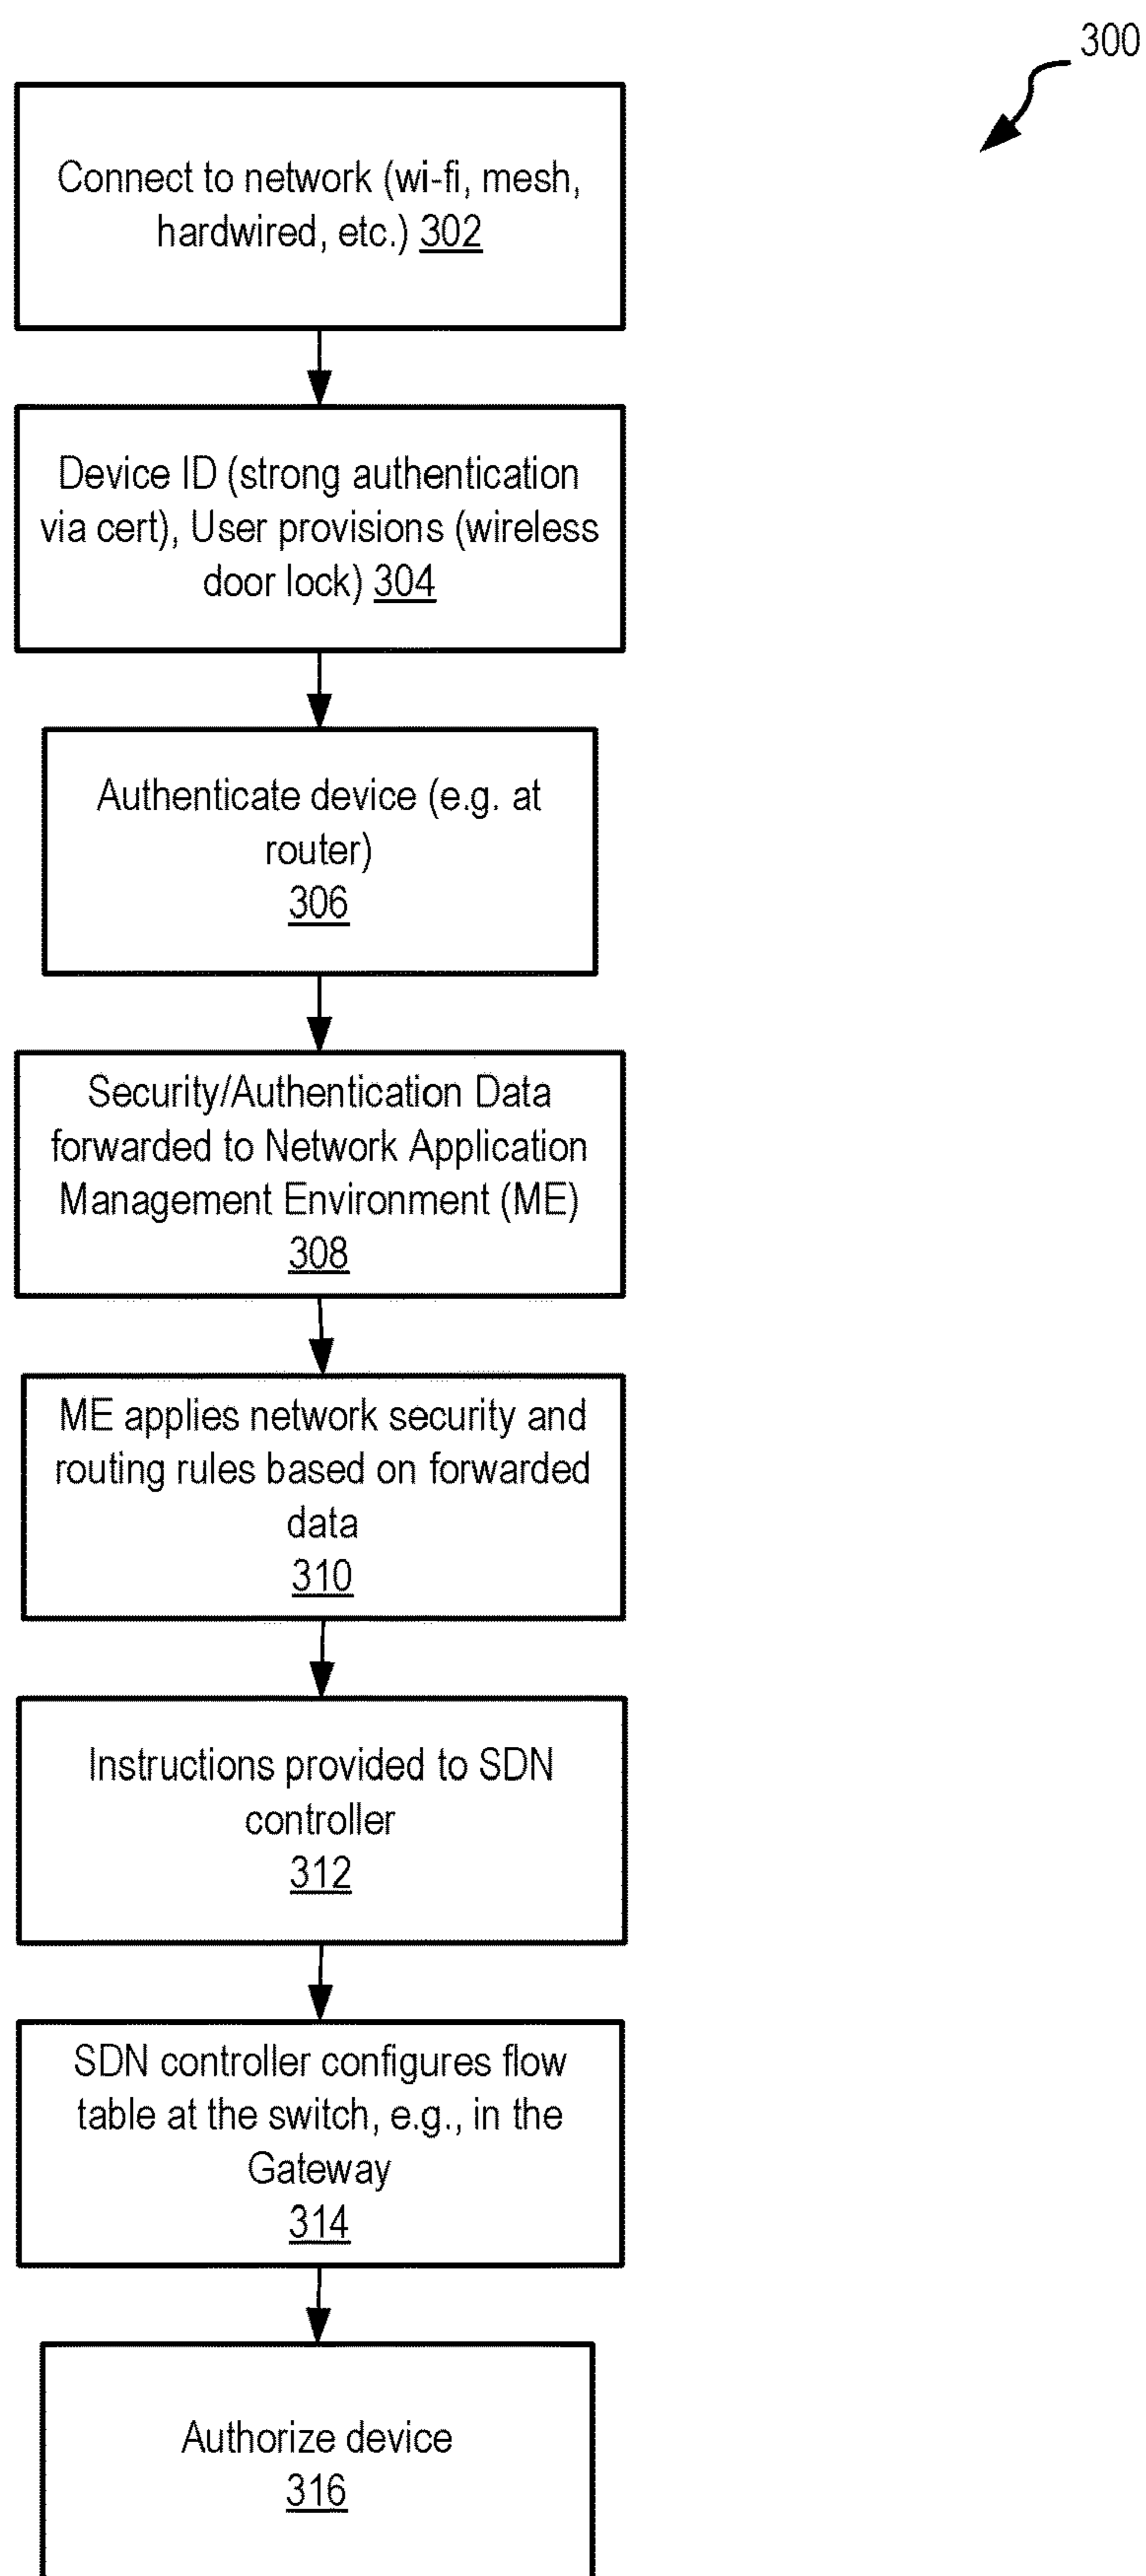 300
Connect to network (wi-fi, mesh,
hardwired, etc.) 302
Device ID (strong authentication
via cert), User provisions (wireless
door lock) 304
Authenticate device (e.g. at
router)
306
Security/Authentication Data
forwarded to Network Application
Management Environment (ME)
308
ME applies network security and
routing rules based on forwarded
data
310
Instructions provided to SDN
controller
312
SDN controller configures flow
table at the switch, e.g., in the
Gateway
314
Authorize device
316